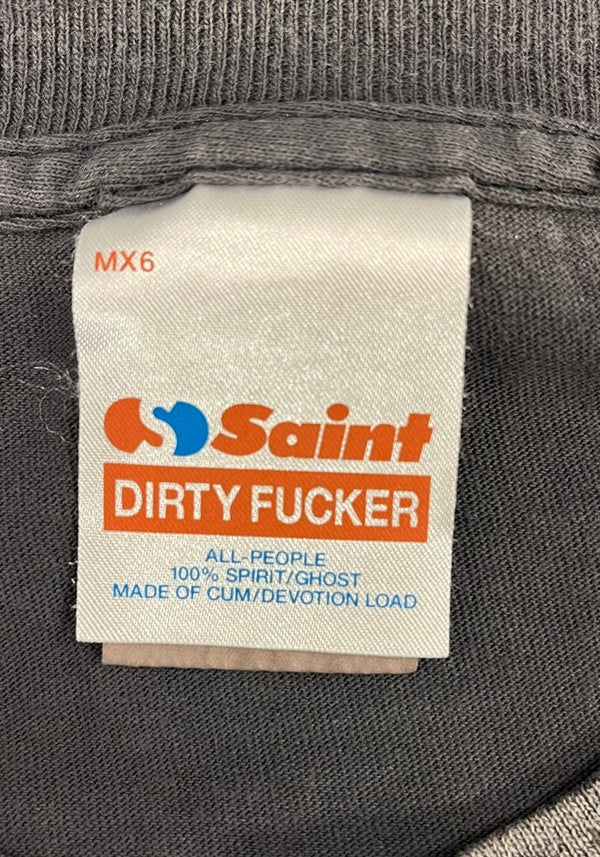 MX6
Saint
DIRTY FUCKER
ALL-PEOPLE
100% SPIRIT/GHOST
MADE OF CUM/DEVOTION LOAD